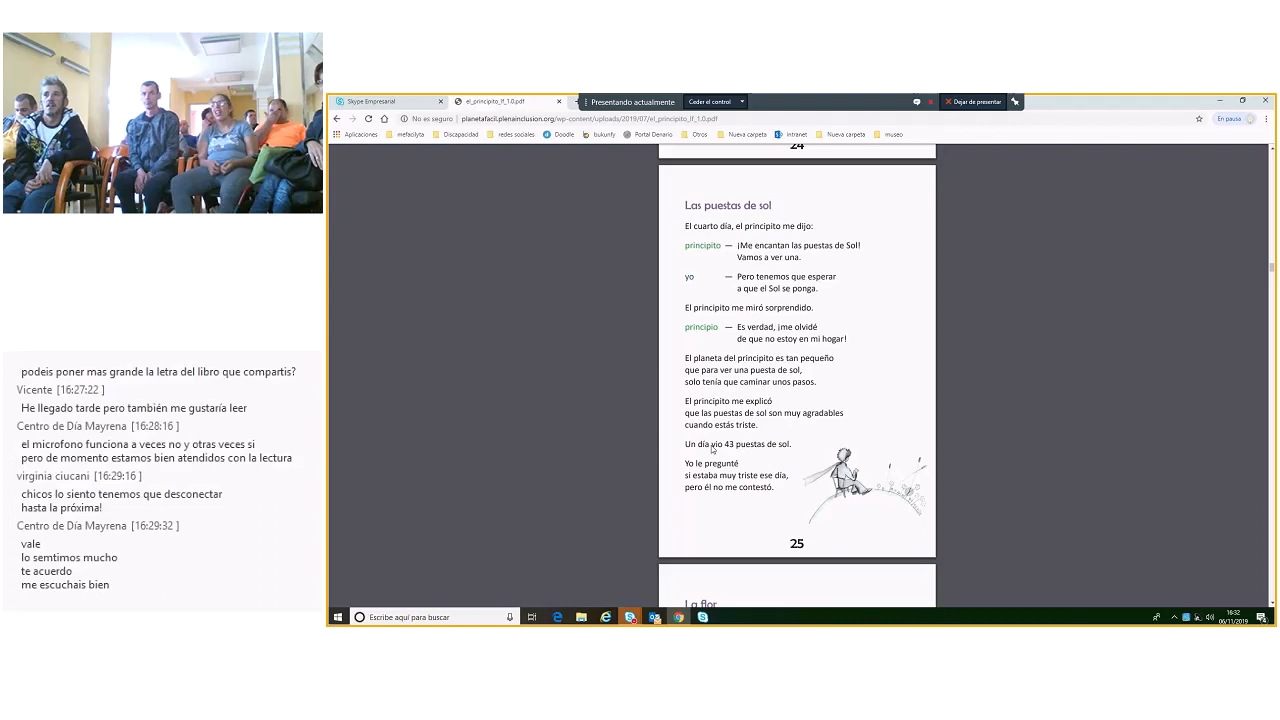 podeis poner mas grande la letra del libro que compartis?
Vicente [16:27:22 ]
He llegado tarde pero también me gustaría leer
Centro de Día Mayrena [16:28:16 ]
el microfono funciona a veces no y otras veces si
pero de momento estamos bien atendidos con la lectura
virginia ciucani [16:29:16 ]
chicos lo siento tenemos que desconectar
hasta la próxima!
Centro de Día Mayrena [16:29:32 ]
vale
lo semtimos mucho
te acuerdo
me escuchais bien
Skype Empresarial
el_principito_lf_1.0.pdf
Presentando actualmente
Ceder el control
Dejar de presentar
No es seguro planetafacil.plenainclusion.org/wp-content/uploads/2019/07/el_principito_lf_1.0.pdf
En pausa
Aplicaciones mefacilyta Discapacidad redes sociales Doodle bukunfy Portal Denario Otros Nueva carpeta intranet Nueva carpeta museo
24
Las puestas de sol
El cuarto día, el principito me dijo:
principito — ¡Me encantan las puestas de Sol!
Vamos a ver una.
yo — Pero tenemos que esperar
a que el Sol se ponga.
El principito me miró sorprendido.
principio — Es verdad, ¡me olvidé
de que no estoy en mi hogar!
El planeta del principito es tan pequeño
que para ver una puesta de sol,
solo tenía que caminar unos pasos.
El principito me explicó
que las puestas de sol son muy agradables
cuando estás triste.
Un día vio 43 puestas de sol.
Yo le pregunté
si estaba muy triste ese día,
pero él no me contestó.
25
La flor
Escribe aquí para buscar
16:32
06/11/2019